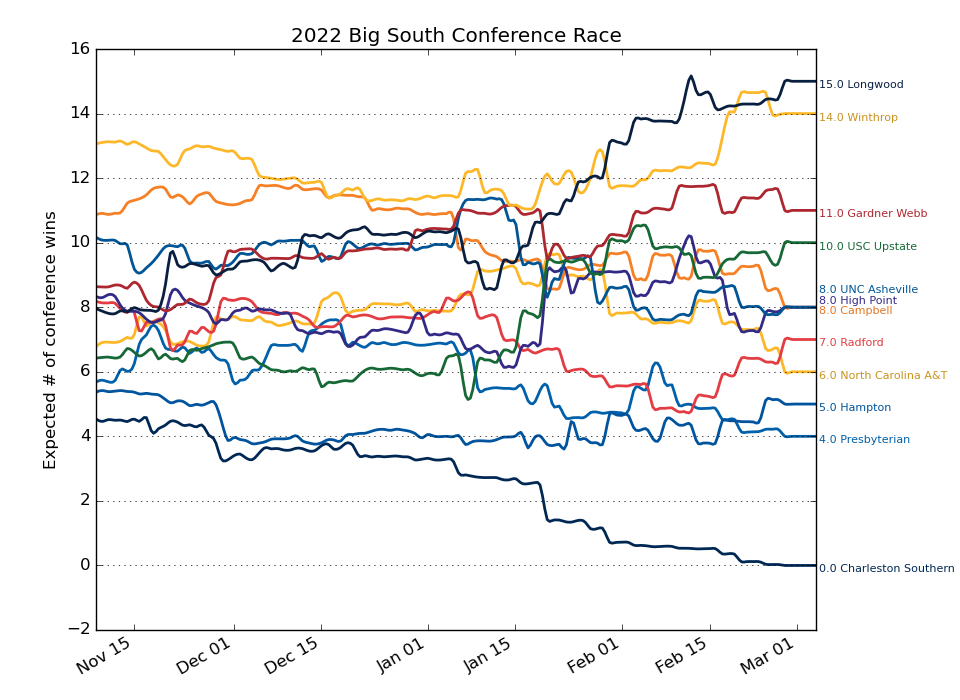 2022 Big South Conference Race
Expected # of conference wins
16
14
12
10
8
6
4
2
0
−2
Nov 15
Dec 01
Dec 15
Jan 01
Jan 15
Feb 01
Feb 15
Mar 01
15.0 Longwood
14.0 Winthrop
11.0 Gardner Webb
10.0 USC Upstate
8.0 UNC Asheville
8.0 High Point
8.0 Campbell
7.0 Radford
6.0 North Carolina A&T
5.0 Hampton
4.0 Presbyterian
0.0 Charleston Southern